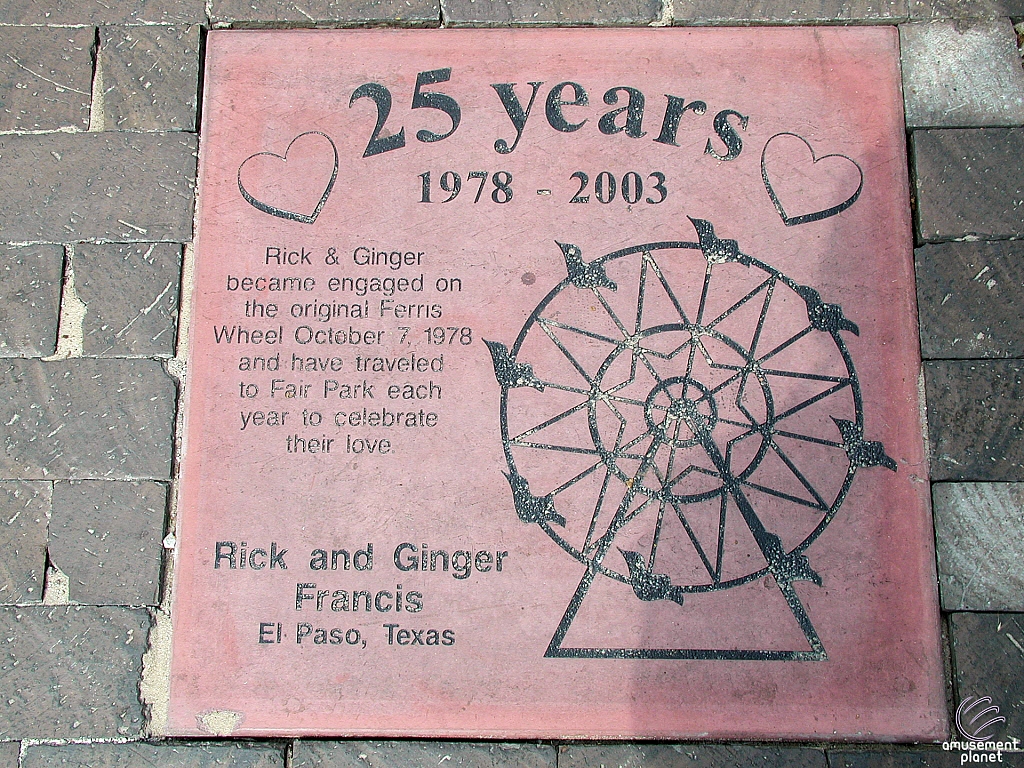 25 years
1978 - 2003
Rick & Ginger
became engaged on
the original Ferris
Wheel October 7, 1978
and have traveled
to Fair Park each
year to celebrate
their love.
Rick and Ginger
Francis
El Paso, Texas
amusement
planet